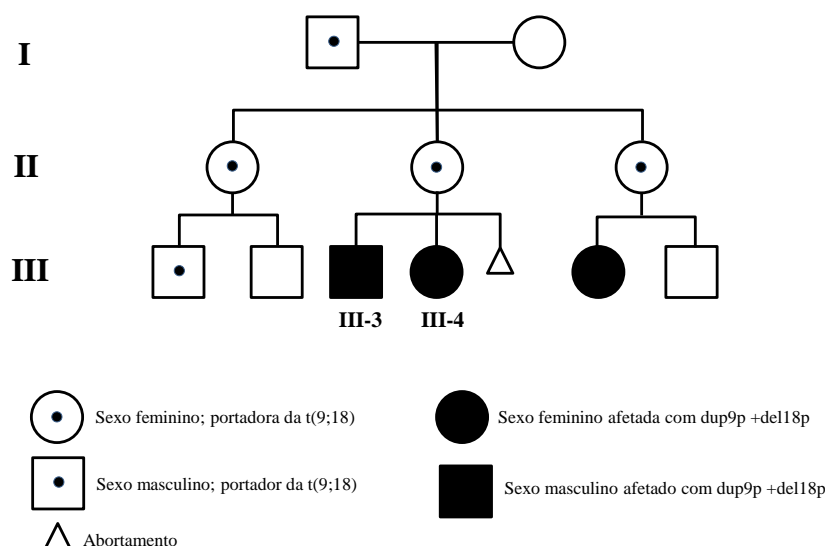 I
II
III
III-3 III-4
Sexo feminino; portadora da t(9;18)
Sexo feminino afetada com dup9p +del18p
Sexo masculino; portador da t(9;18)
Sexo masculino afetado com dup9p +del18p
Abortamento